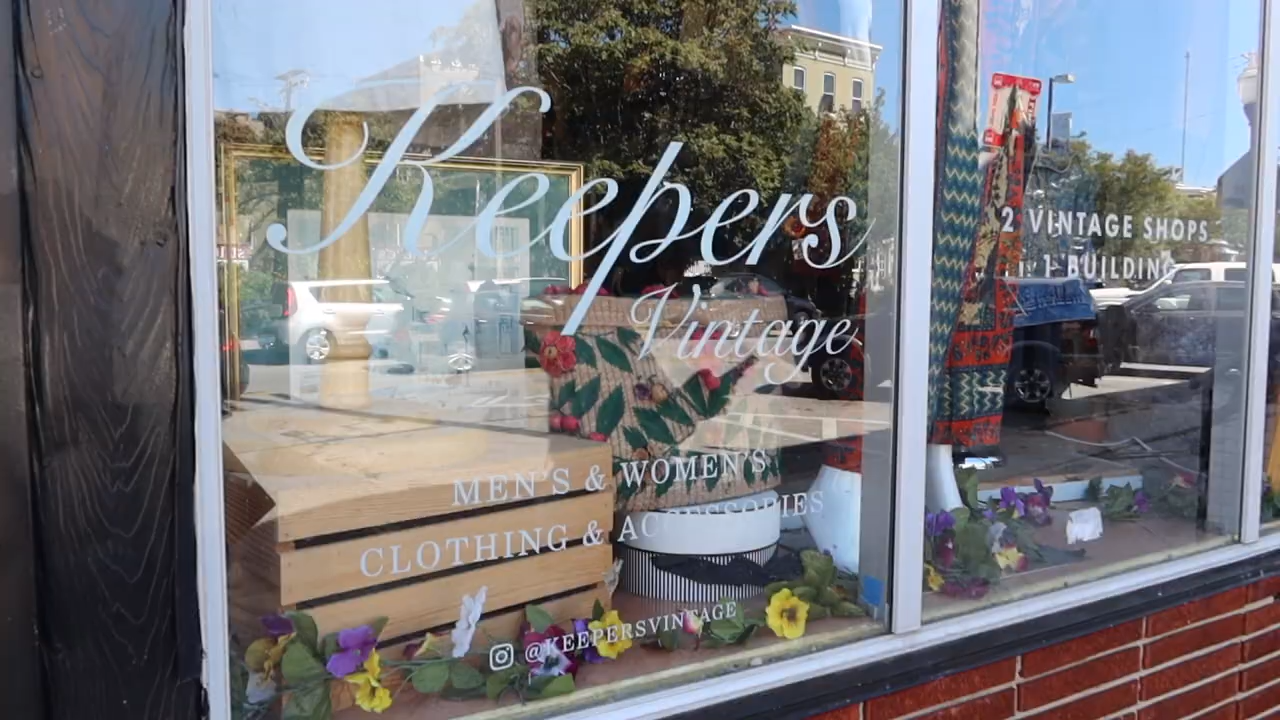 Keepers
Vintage
MEN'S & WOMEN'S
CLOTHING & ACCESSORIES
@KEEPERSVINTAGE
2 VINTAGE SHOPS
1 BUILDING